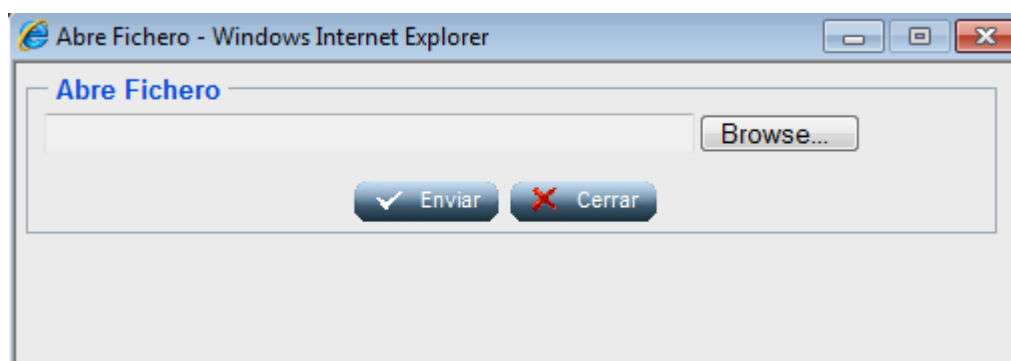 Abre Fichero - Windows Internet Explorer
Abre Fichero
Browse...
Enviar Cerrar